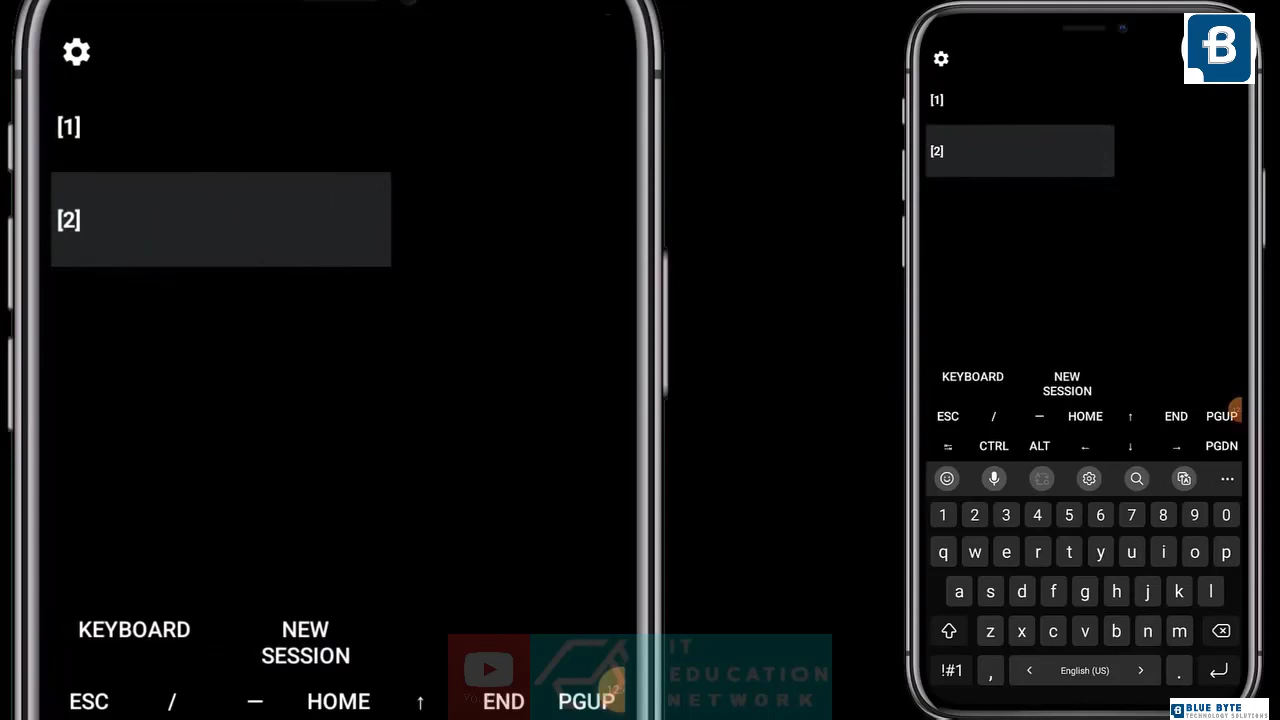 [1]
[2]
KEYBOARD
NEW
SESSION
ESC / — HOME ↑ END PGUP
IT
EDUCATION
NETWORK
[1]
[2]
KEYBOARD
NEW
SESSION
ESC / — HOME ↑ END PGUP
CTRL ALT ← ↓ → PGDN
1 2 3 4 5 6 7 8 9 0
q w e r t y u i o p
a s d f g h j k l
z x c v b n m
!#1 , < English (US) > .
BLUE BYTE
TECHNOLOGY SOLUTIONS